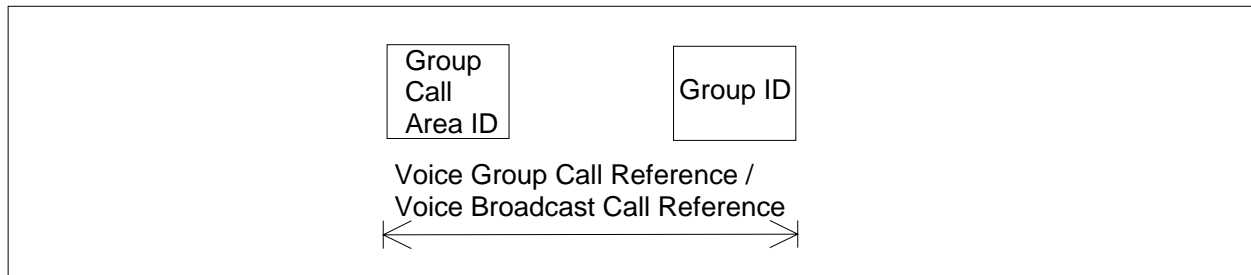 Group
Call
Area ID
Group ID
Voice Group Call Reference /
Voice Broadcast Call Reference